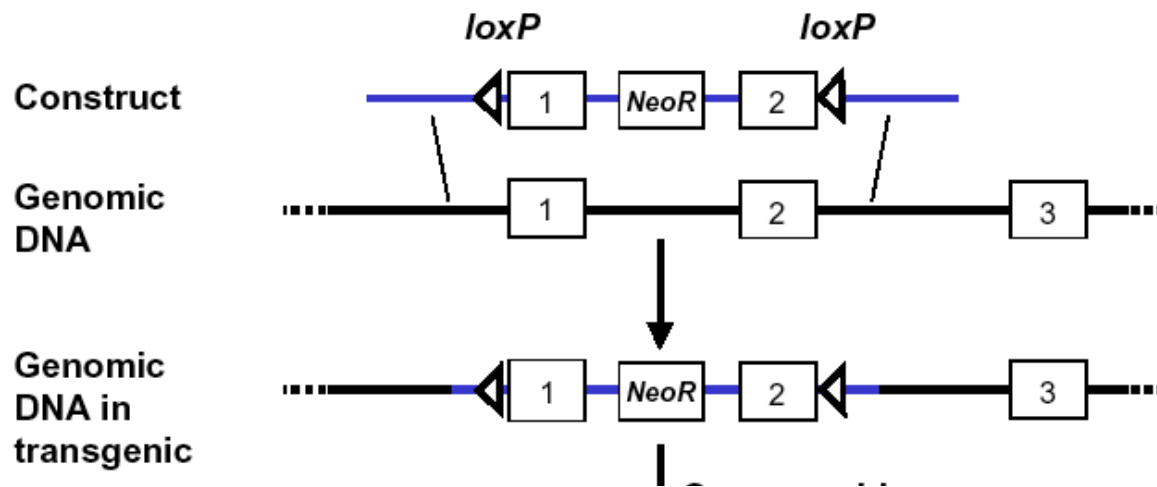 loxP loxP
Construct 1 NeoR 2
Genomic
DNA
1 2 3
Genomic
DNA in
transgenic
1 NeoR 2 3